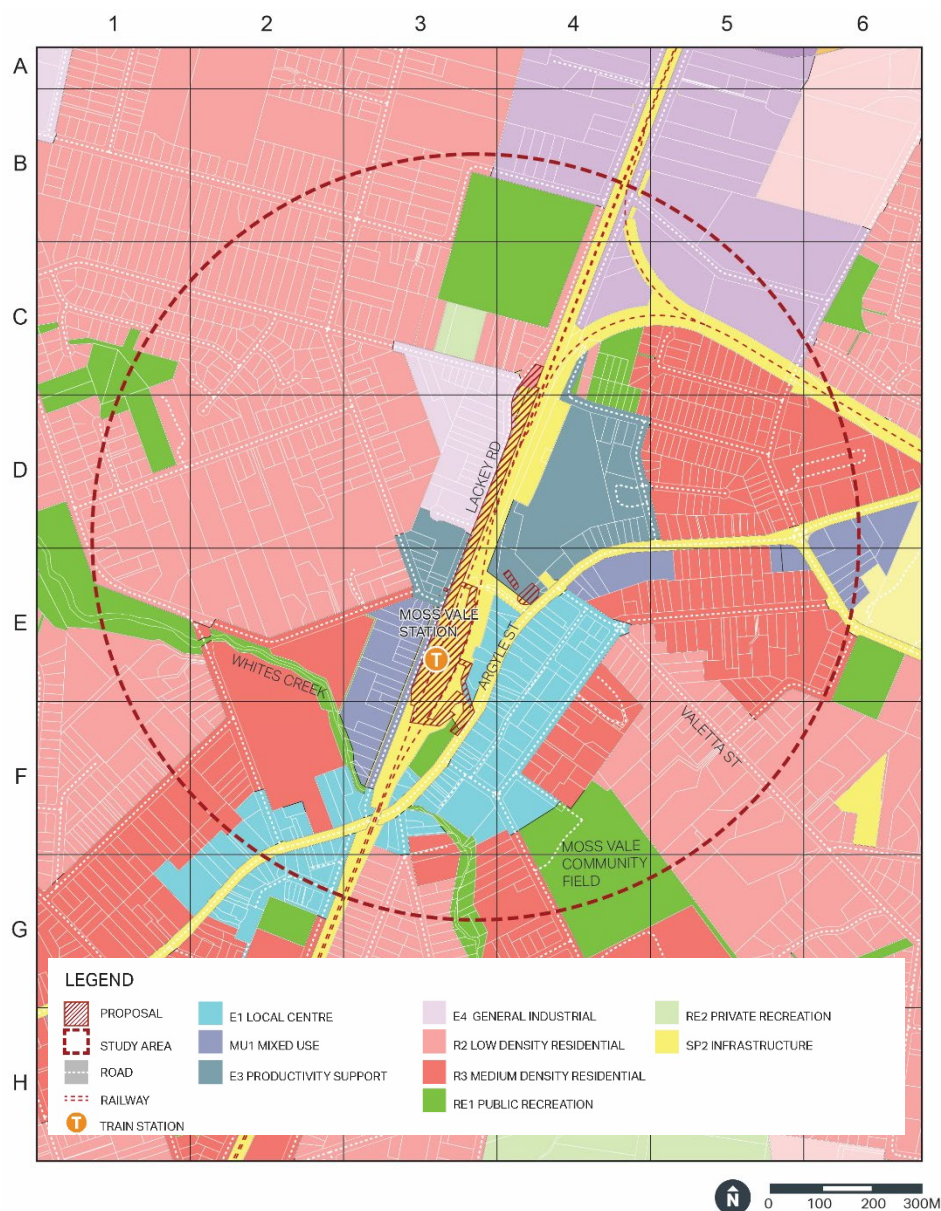 1 2 3 4 5 6
A
B
C
D
E
F
G
H
LACKEY RD
MOSS VALE
STATION
T
ARGYLE ST
WHITES CREEK
VALETTA ST
MOSS VALE
COMMUNITY
FIELD
LEGEND
PROPOSAL
STUDY AREA
ROAD
RAILWAY
T TRAIN STATION
E1 LOCAL CENTRE
MU1 MIXED USE
E3 PRODUCTIVITY SUPPORT
E4 GENERAL INDUSTRIAL
R2 LOW DENSITY RESIDENTIAL
R3 MEDIUM DENSITY RESIDENTIAL
RE1 PUBLIC RECREATION
RE2 PRIVATE RECREATION
SP2 INFRASTRUCTURE
N
0 100 200 300M